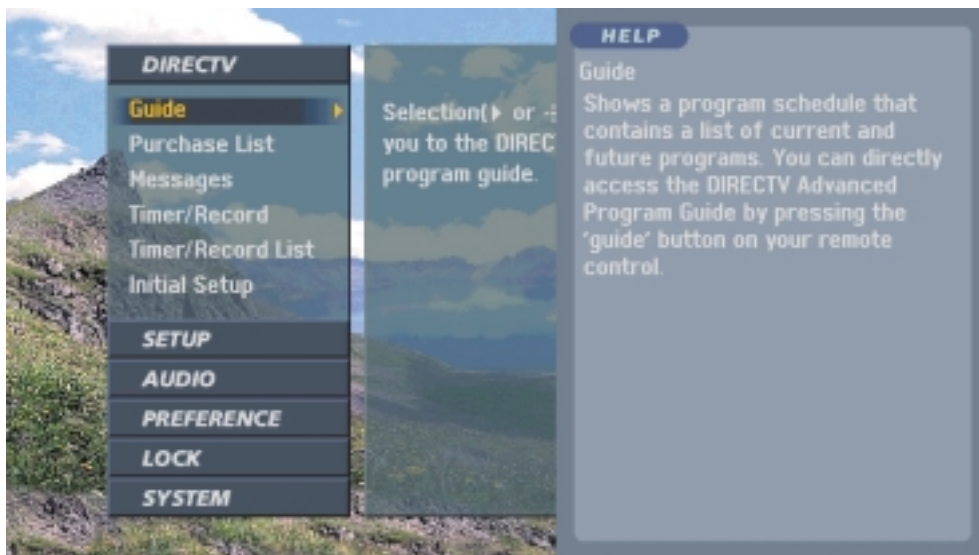 DIRECTV
Guide
Purchase List
Messages
Timer/Record
Timer/Record List
Initial Setup
SETUP
AUDIO
PREFERENCE
LOCK
SYSTEM
Selection(▶ or
you to the DIREC
program guide.
HELP
Guide
Shows a program schedule that
contains a list of current and
future programs. You can directly
access the DIRECTV Advanced
Program Guide by pressing the
'guide' button on your remote
control.